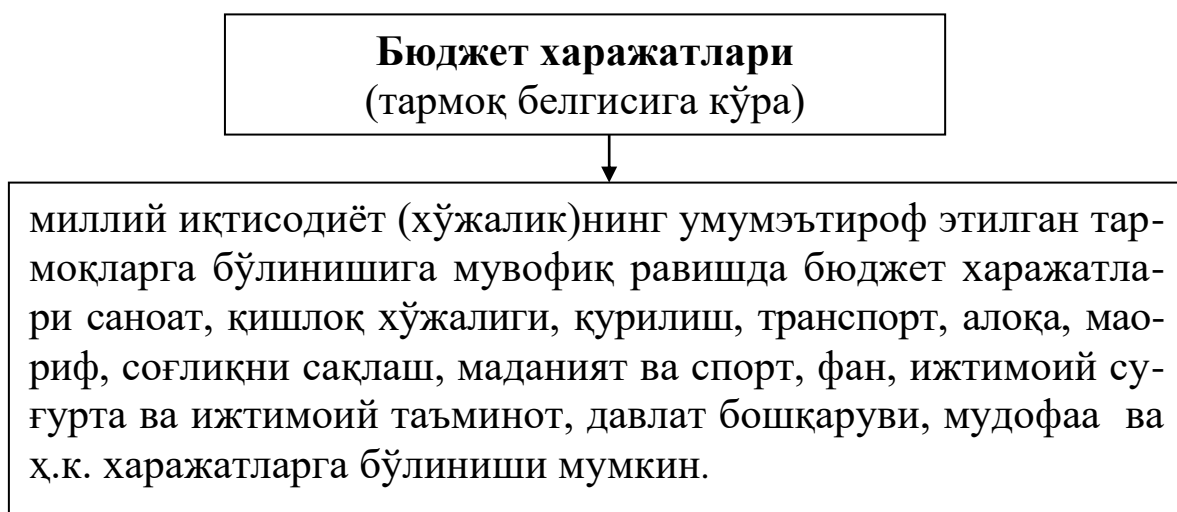 Бюджет харажатлари
(тармоқ белгисига кўра)
миллий иқтисодиёт (хўжалик)нинг умумэътироф этилган тар-
моқларга бўлинишига мувофиқ равишда бюджет харажатла-
ри саноат, қишлоқ хўжалиги, қурилиш, транспорт, алоқа, мао-
риф, соғлиқни сақлаш, маданият ва спорт, фан, ижтимоий су-
ғурта ва ижтимоий таъминот, давлат бошқаруви, мудофаа ва
ҳ.к. харажатларга бўлиниши мумкин.